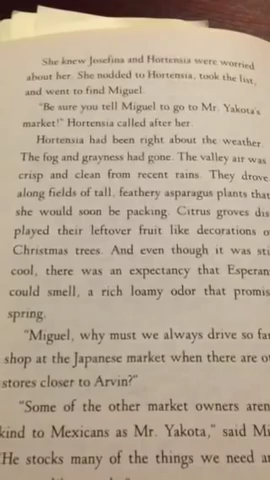 She knew Josefina and Hortensia were worried
about her. She nodded to Hortensia, took the list,
and went to find Miguel.
"Be sure you tell Miguel to go to Mr. Yakota's
market!" Hortensia called after her.
Hortensia had been right about the weather.
The fog and grayness had gone. The valley air was
crisp and clean from recent rains. They drove
along fields of tall, feathery asparagus plants that
she would soon be packing. Citrus groves dis
played their leftover fruit like decorations o
Christmas trees. And even though it was sti
cool, there was an expectancy that Esperan
could smell, a rich loamy odor that promis
spring.
"Miguel, why must we always drive so far
shop at the Japanese market when there are ot
stores closer to Arvin?"
"Some of the other market owners aren
kind to Mexicans as Mr. Yakota," said Mi
"He stocks many of the things we need an